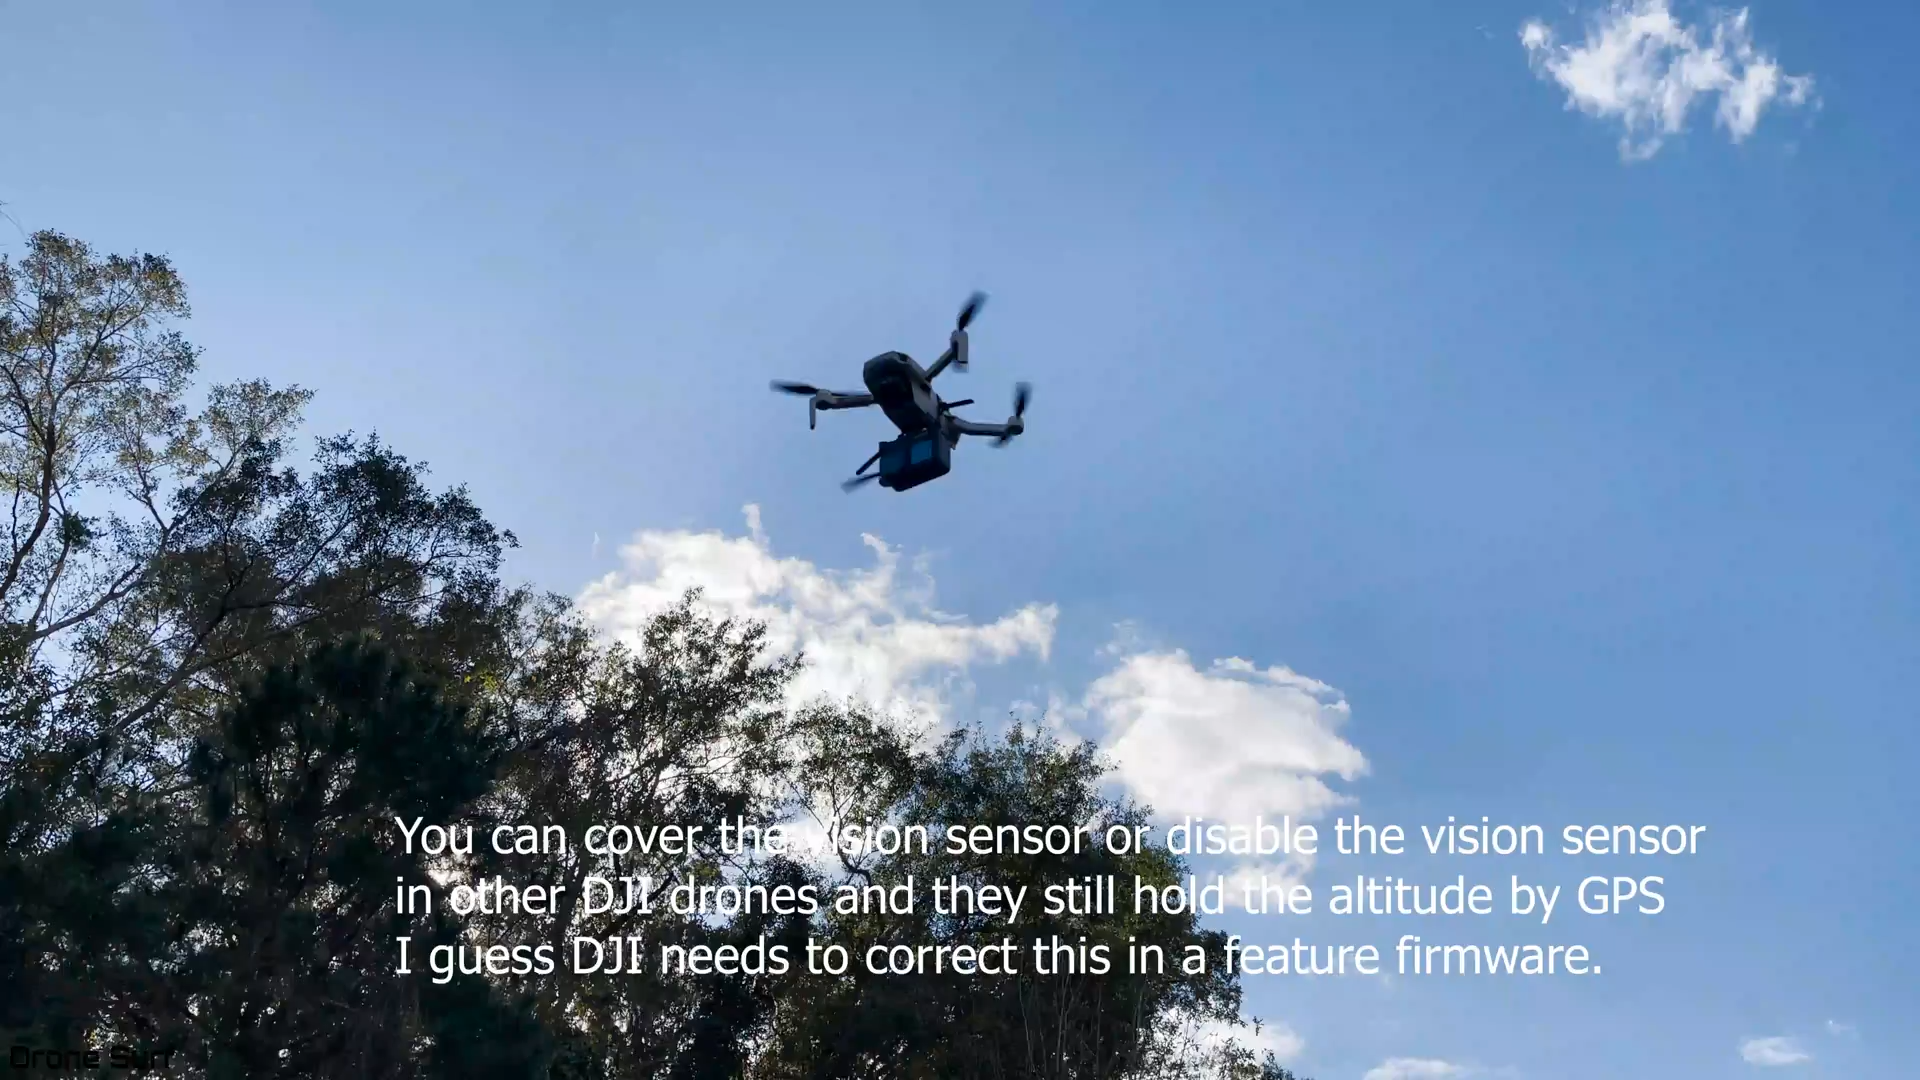 You can cover the vision sensor or disable the vision sensor
in other DJI drones and they still hold the altitude by GPS
I guess DJI needs to correct this in a feature firmware.
Drone Surf